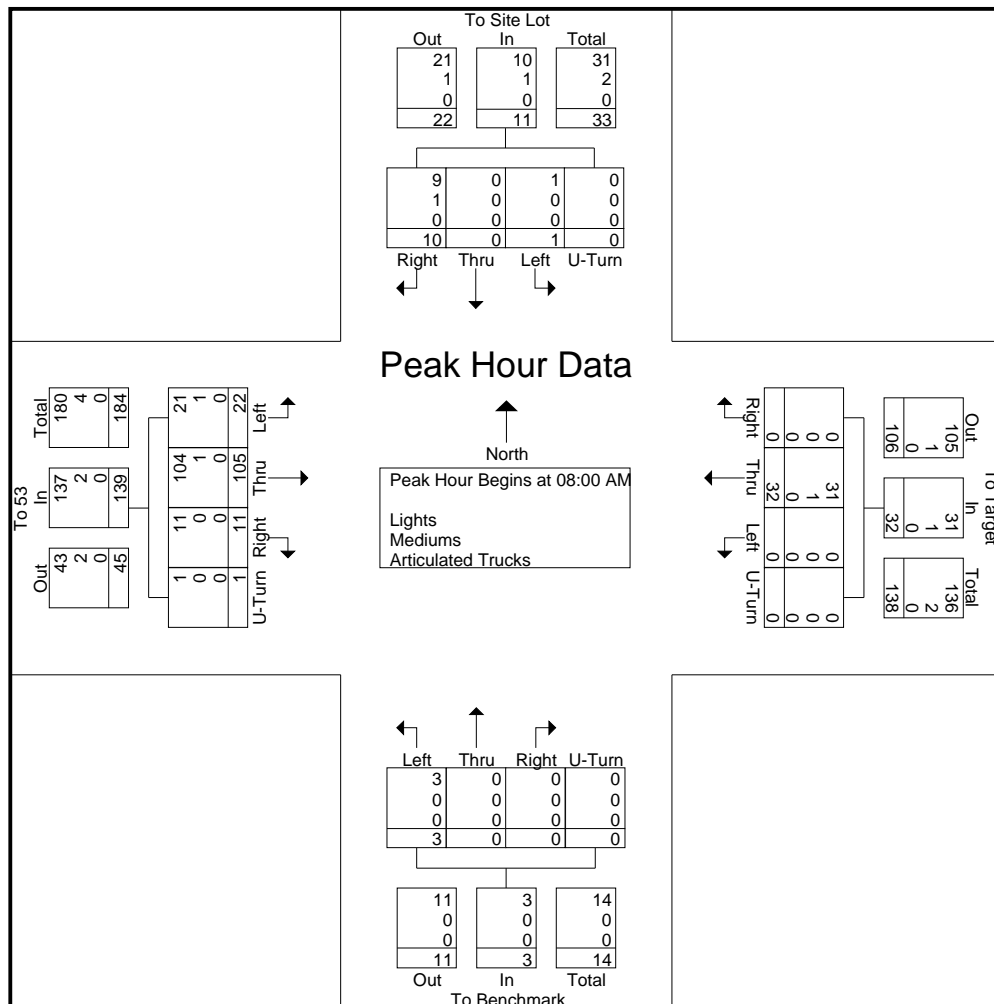 To Site Lot
Out In Total
21 10 31
1 1 2
0 0 0
22 11 33
9 0 1 0
1 0 0 0
0 0 0 0
10 0 1 0
Right Thru Left U-Turn
Peak Hour Data
North
Peak Hour Begins at 08:00 AM
Lights
Mediums
Articulated Trucks
To 53
Out In Total
43 137 180
2 2 4
0 0 0
45 139 184
U-Turn Right Thru Left
1 11 104 21
0 0 1 1
0 0 0 0
1 11 105 22
To Target
Out In Total
105 31 136
1 1 2
0 0 0
106 32 138
Right Thru Left U-Turn
0 31 0 0
0 1 0 0
0 0 0 0
0 32 0 0
Left Thru Right U-Turn
3 0 0 0
0 0 0 0
0 0 0 0
3 0 0 0
11 3 14
0 0 0
0 0 0
11 3 14
Out In Total
To Benchmark